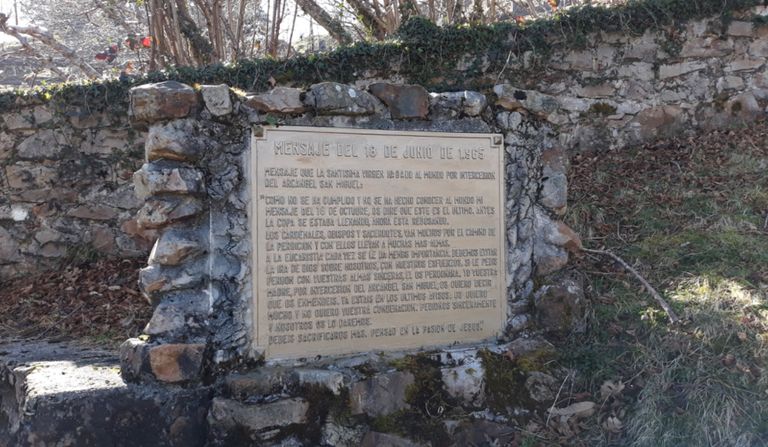 MENSAJE DEL 18 DE JUNIO DE 1.965
MENSAJE QUE LA SANTISIMA VIRGEN HA DADO AL MUNDO POR INTERCESION
DEL ARCANGEL SAN MIGUEL:
"COMO NO SE HA CUMPLIDO Y NO SE HA HECHO CONOCER AL MUNDO MI
MENSAJE DEL 18 DE OCTUBRE, OS DIRE QUE ESTE ES EL ULTIMO. ANTES
LA COPA SE ESTABA LLENANDO, AHORA ESTA REBOSANDO.
LOS CARDENALES, OBISPOS Y SACERDOTES, VAN MUCHOS POR EL CAMINO DE
LA PERDICION Y CON ELLOS LLEVAN A MUCHAS MAS ALMAS.
A LA EUCARISTIA CADA VEZ SE LE DA MENOS IMPORTANCIA. DEBEMOS EVITAR
LA IRA DE DIOS SOBRE NOSOTROS, CON NUESTROS ESFUERZOS. SI LE PEDIS
PERDON CON VUESTRAS ALMAS SINCERAS, EL OS PERDONARA. YO VUESTRA
MADRE, POR INTERCESION DEL ARCANGEL SAN MIGUEL, OS QUIERO DECIR
QUE OS ENMENDEIS. YA ESTAIS EN LOS ULTIMOS AVISOS. OS QUIERO
MUCHO Y NO QUIERO VUESTRA CONDENACION. PEDIDNOS SINCERAMENTE
Y NOSOTROS OS LO DAREMOS.
DEBEIS SACRIFICAROS MAS. PENSAD EN LA PASION DE JESUS"